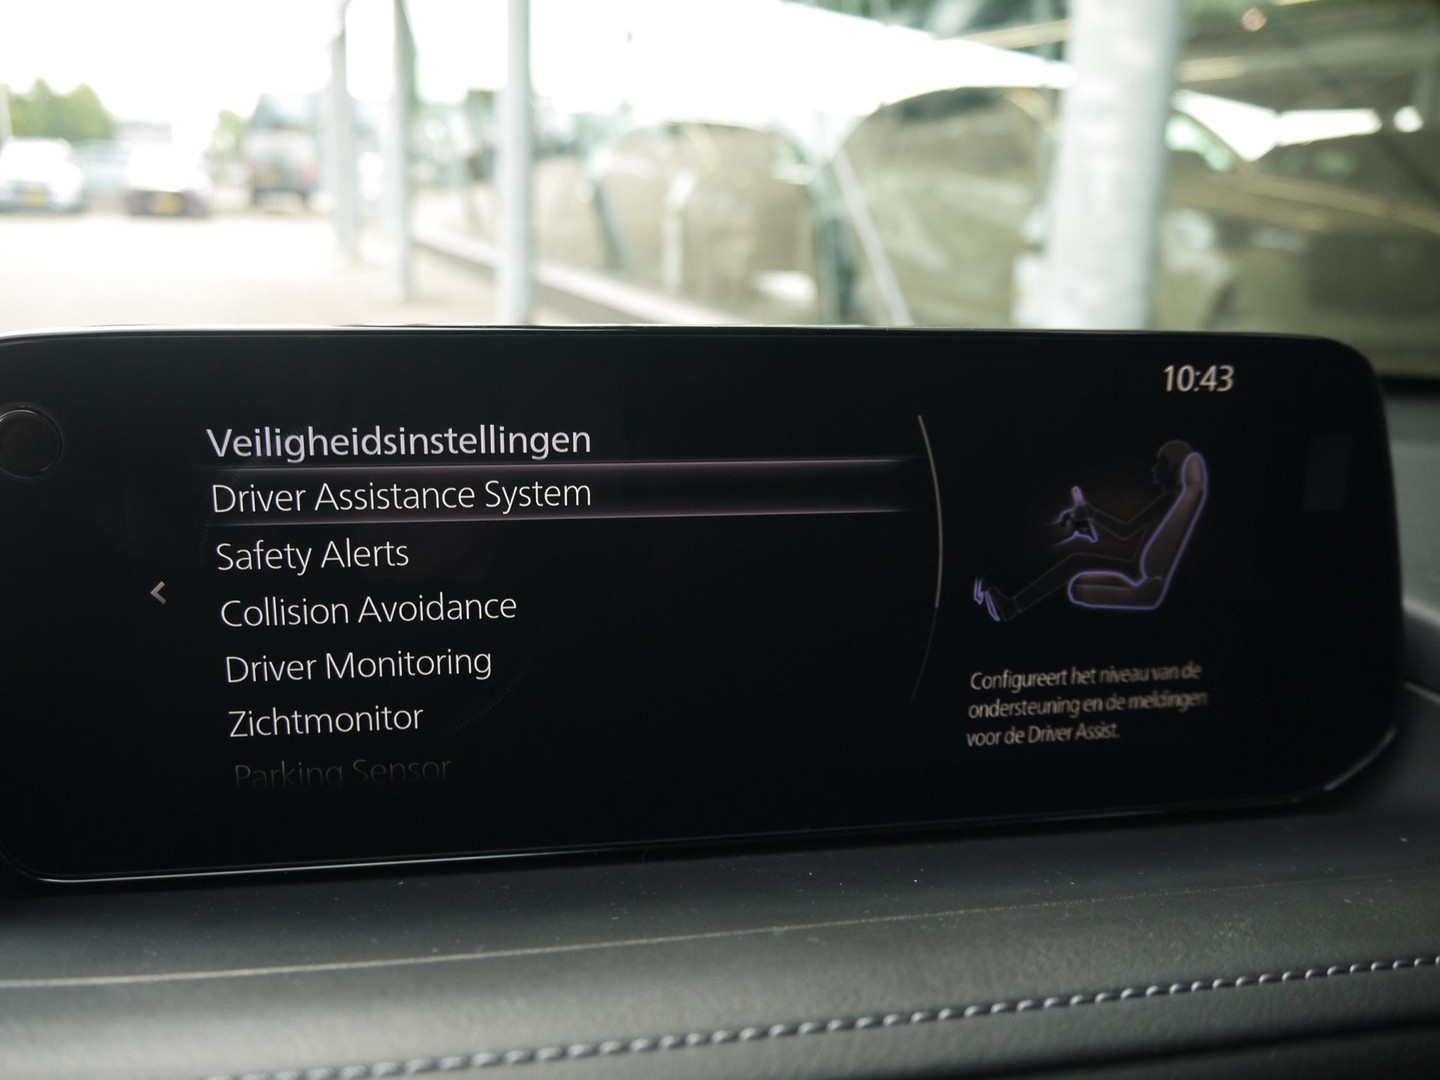 10:43
Veiligheidsinstellingen
Driver Assistance System
Safety Alerts
Collision Avoidance
Driver Monitoring
Zichtmonitor
Parking Sensor
Configureert het niveau van de
ondersteuning en de meldingen
voor de Driver Assist.